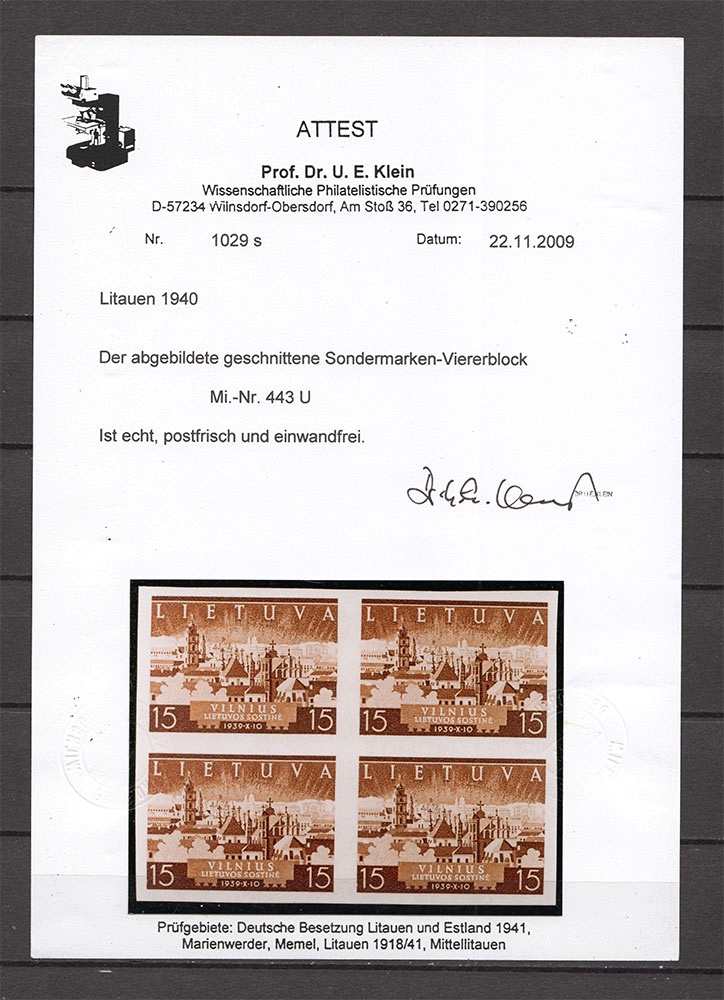 ATTEST
Prof. Dr. U. E. Klein
Wissenschaftliche Philatelistische Prüfungen
D-57234 Wilnsdorf-Obersdorf, Am Stoß 36, Tel 0271-390256
Nr. 1029 s Datum: 22.11.2009
Litauen 1940
Der abgebildete geschnittene Sondermarken-Viererblock
Mi.-Nr. 443 U
Ist echt, postfrisch und einwandfrei.
LIETUVA LIETUVA
VILNIUS VILNIUS
LIETUVOS SOSTINĖ LIETUVOS SOSTINĖ
15 1939-X-10 15 15 1939-X-10 15
LIETUVA LIETUVA
VILNIUS VILNIUS
LIETUVOS SOSTINĖ LIETUVOS SOSTINĖ
15 1939-X-10 15 15 1939-X-10 15
Prüfgebiete: Deutsche Besetzung Litauen und Estland 1941,
Marienwerder, Memel, Litauen 1918/41, Mittellitauen